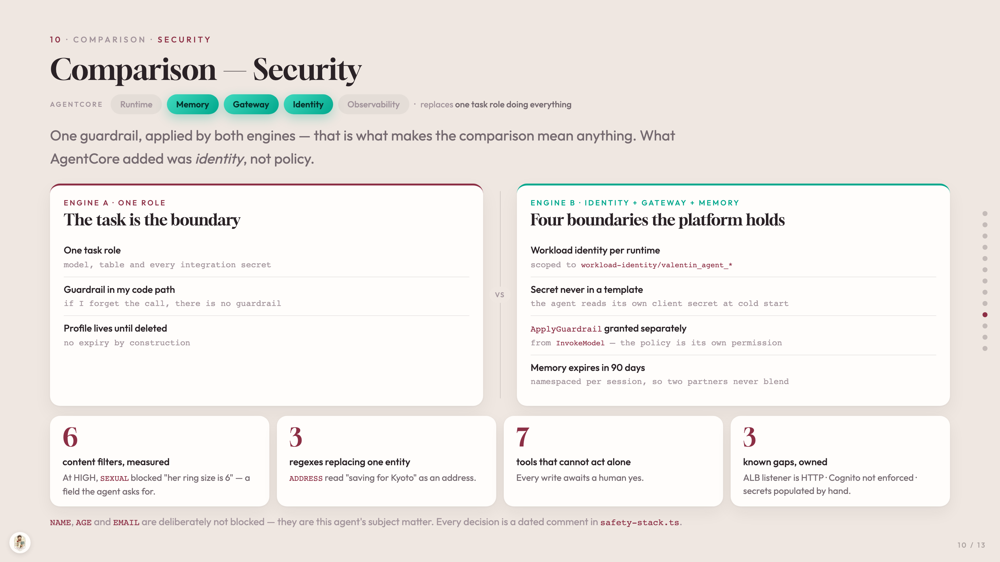 10 · COMPARISON · SECURITY
Comparison — Security
AGENTCORE Runtime Memory Gateway Identity Observability · replaces one task role doing everything
One guardrail, applied by both engines — that is what makes the comparison mean anything. What
AgentCore added was identity, not policy.
ENGINE A · ONE ROLE
The task is the boundary
One task role
model, table and every integration secret
Guardrail in my code path
if I forget the call, there is no guardrail
Profile lives until deleted
no expiry by construction
VS
ENGINE B · IDENTITY + GATEWAY + MEMORY
Four boundaries the platform holds
Workload identity per runtime
scoped to workload-identity/valentin_agent_*
Secret never in a template
the agent reads its own client secret at cold start
ApplyGuardrail granted separately
from InvokeModel — the policy is its own permission
Memory expires in 90 days
namespaced per session, so two partners never blend
6
content filters, measured
At HIGH, SEXUAL blocked "her ring size is 6" — a
field the agent asks for.
3
regexes replacing one entity
ADDRESS read "saving for Kyoto" as an address.
7
tools that cannot act alone
Every write awaits a human yes.
3
known gaps, owned
ALB listener is HTTP · Cognito not enforced ·
secrets populated by hand.
NAME, AGE and EMAIL are deliberately not blocked — they are this agent's subject matter. Every decision is a dated comment in safety-stack.ts.
10 / 13